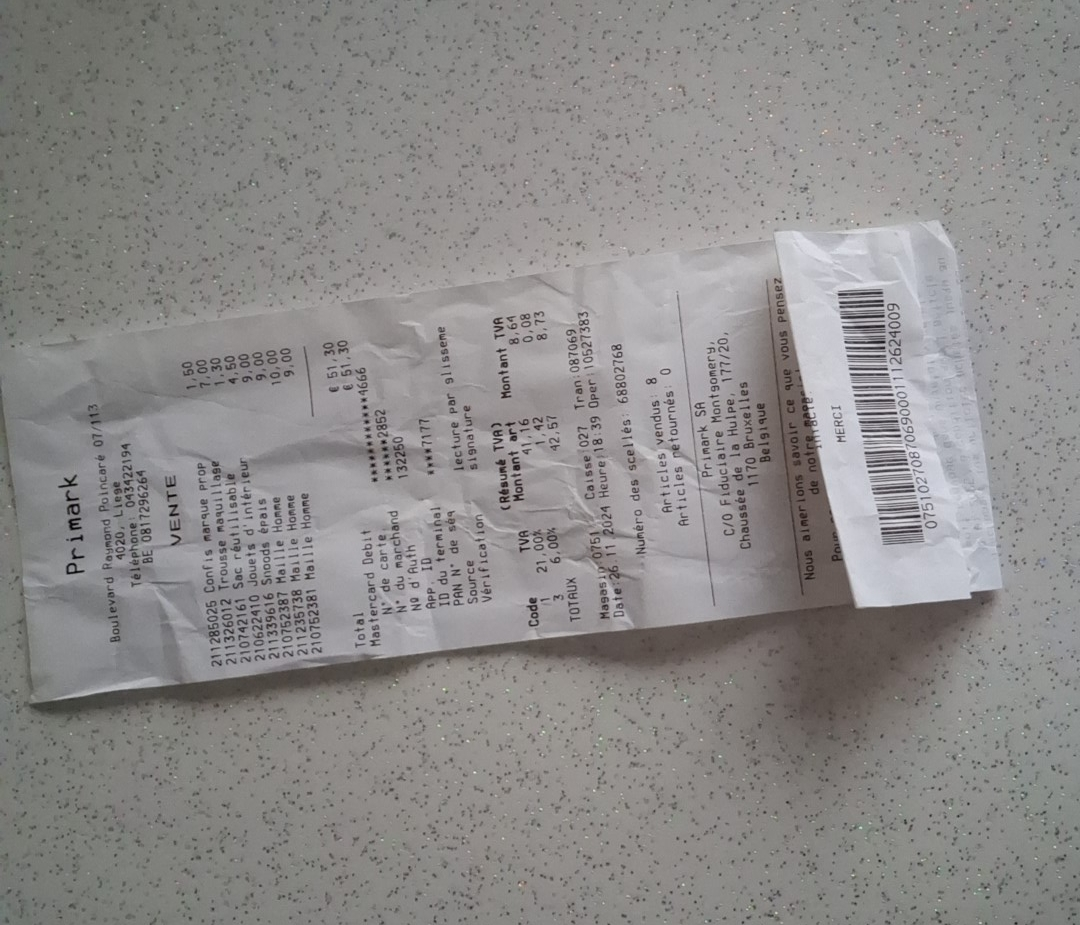 Primark
Boulevard Raymond Poincaré 07/113
4020, Liege
Téléphone: 043422194
BE 0817296264
VENTE
211285025 Confis marque prop 1,50
211326012 Trousse maquillage 7,00
210742161 Sac réutilisable 1,30
210622410 Jouets d'intérieur 4,50
211339616 Snoods épais 9,00
210752387 Maille Homme 9,00
211235738 Maille Homme 10,00
210752381 Maille Homme 9,00
Total € 51,30
Mastercard Debit € 51,30
N° de carte ************4666
N° du marchand ******2852
Nº d'Auth 132250
App, ID
ID du terminal ****7177
PAN N° de séq
Source lecture par glisseme
Vérification signature
(Résumé TVA)
Code TVA Montant art Montant TVA
1 21,00% 41,16 8,64
3 6,00% 1,42 0,08
TOTAUX 42,57 8,73
Magasin 0751 Caisse:027 Tran:087069
Date:26 11 2024 Heure:18 39 Oper:10527383
Numéro des scellés: 68802768
Articles vendus: 8
Articles retournés: 0
Primark SA
C/O Fiduciaire Montgomery,
Chaussée de la Hulpe, 177/20,
1170 Bruxelles
Belgique
Nous aimerions savoir ce que vous pensez
de notre
Pour
MERCI
07510270870690001112624009